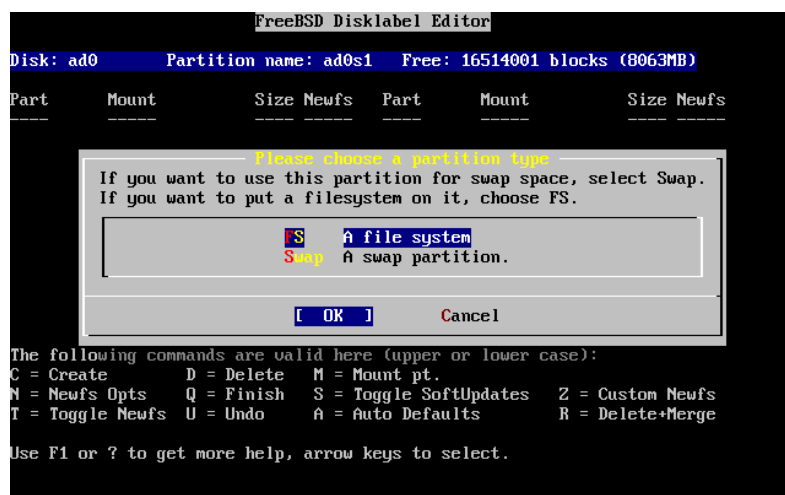 FreeBSD Disklabel Editor
Disk: ad0 Partition name: ad0s1 Free: 16514001 blocks (8063MB)
Part Mount Size Newfs Part Mount Size Newfs
---- ----- ---- ----- ---- ----- ---- -----
Please choose a partition type
If you want to use this partition for swap space, select Swap.
If you want to put a filesystem on it, choose FS.
FS A file system
Swap A swap partition.
[ OK ] Cancel
The following commands are valid here (upper or lower case):
C = Create D = Delete M = Mount pt.
N = Newfs Opts Q = Finish S = Toggle SoftUpdates Z = Custom Newfs
T = Toggle Newfs U = Undo A = Auto Defaults R = Delete+Merge
Use F1 or ? to get more help, arrow keys to select.